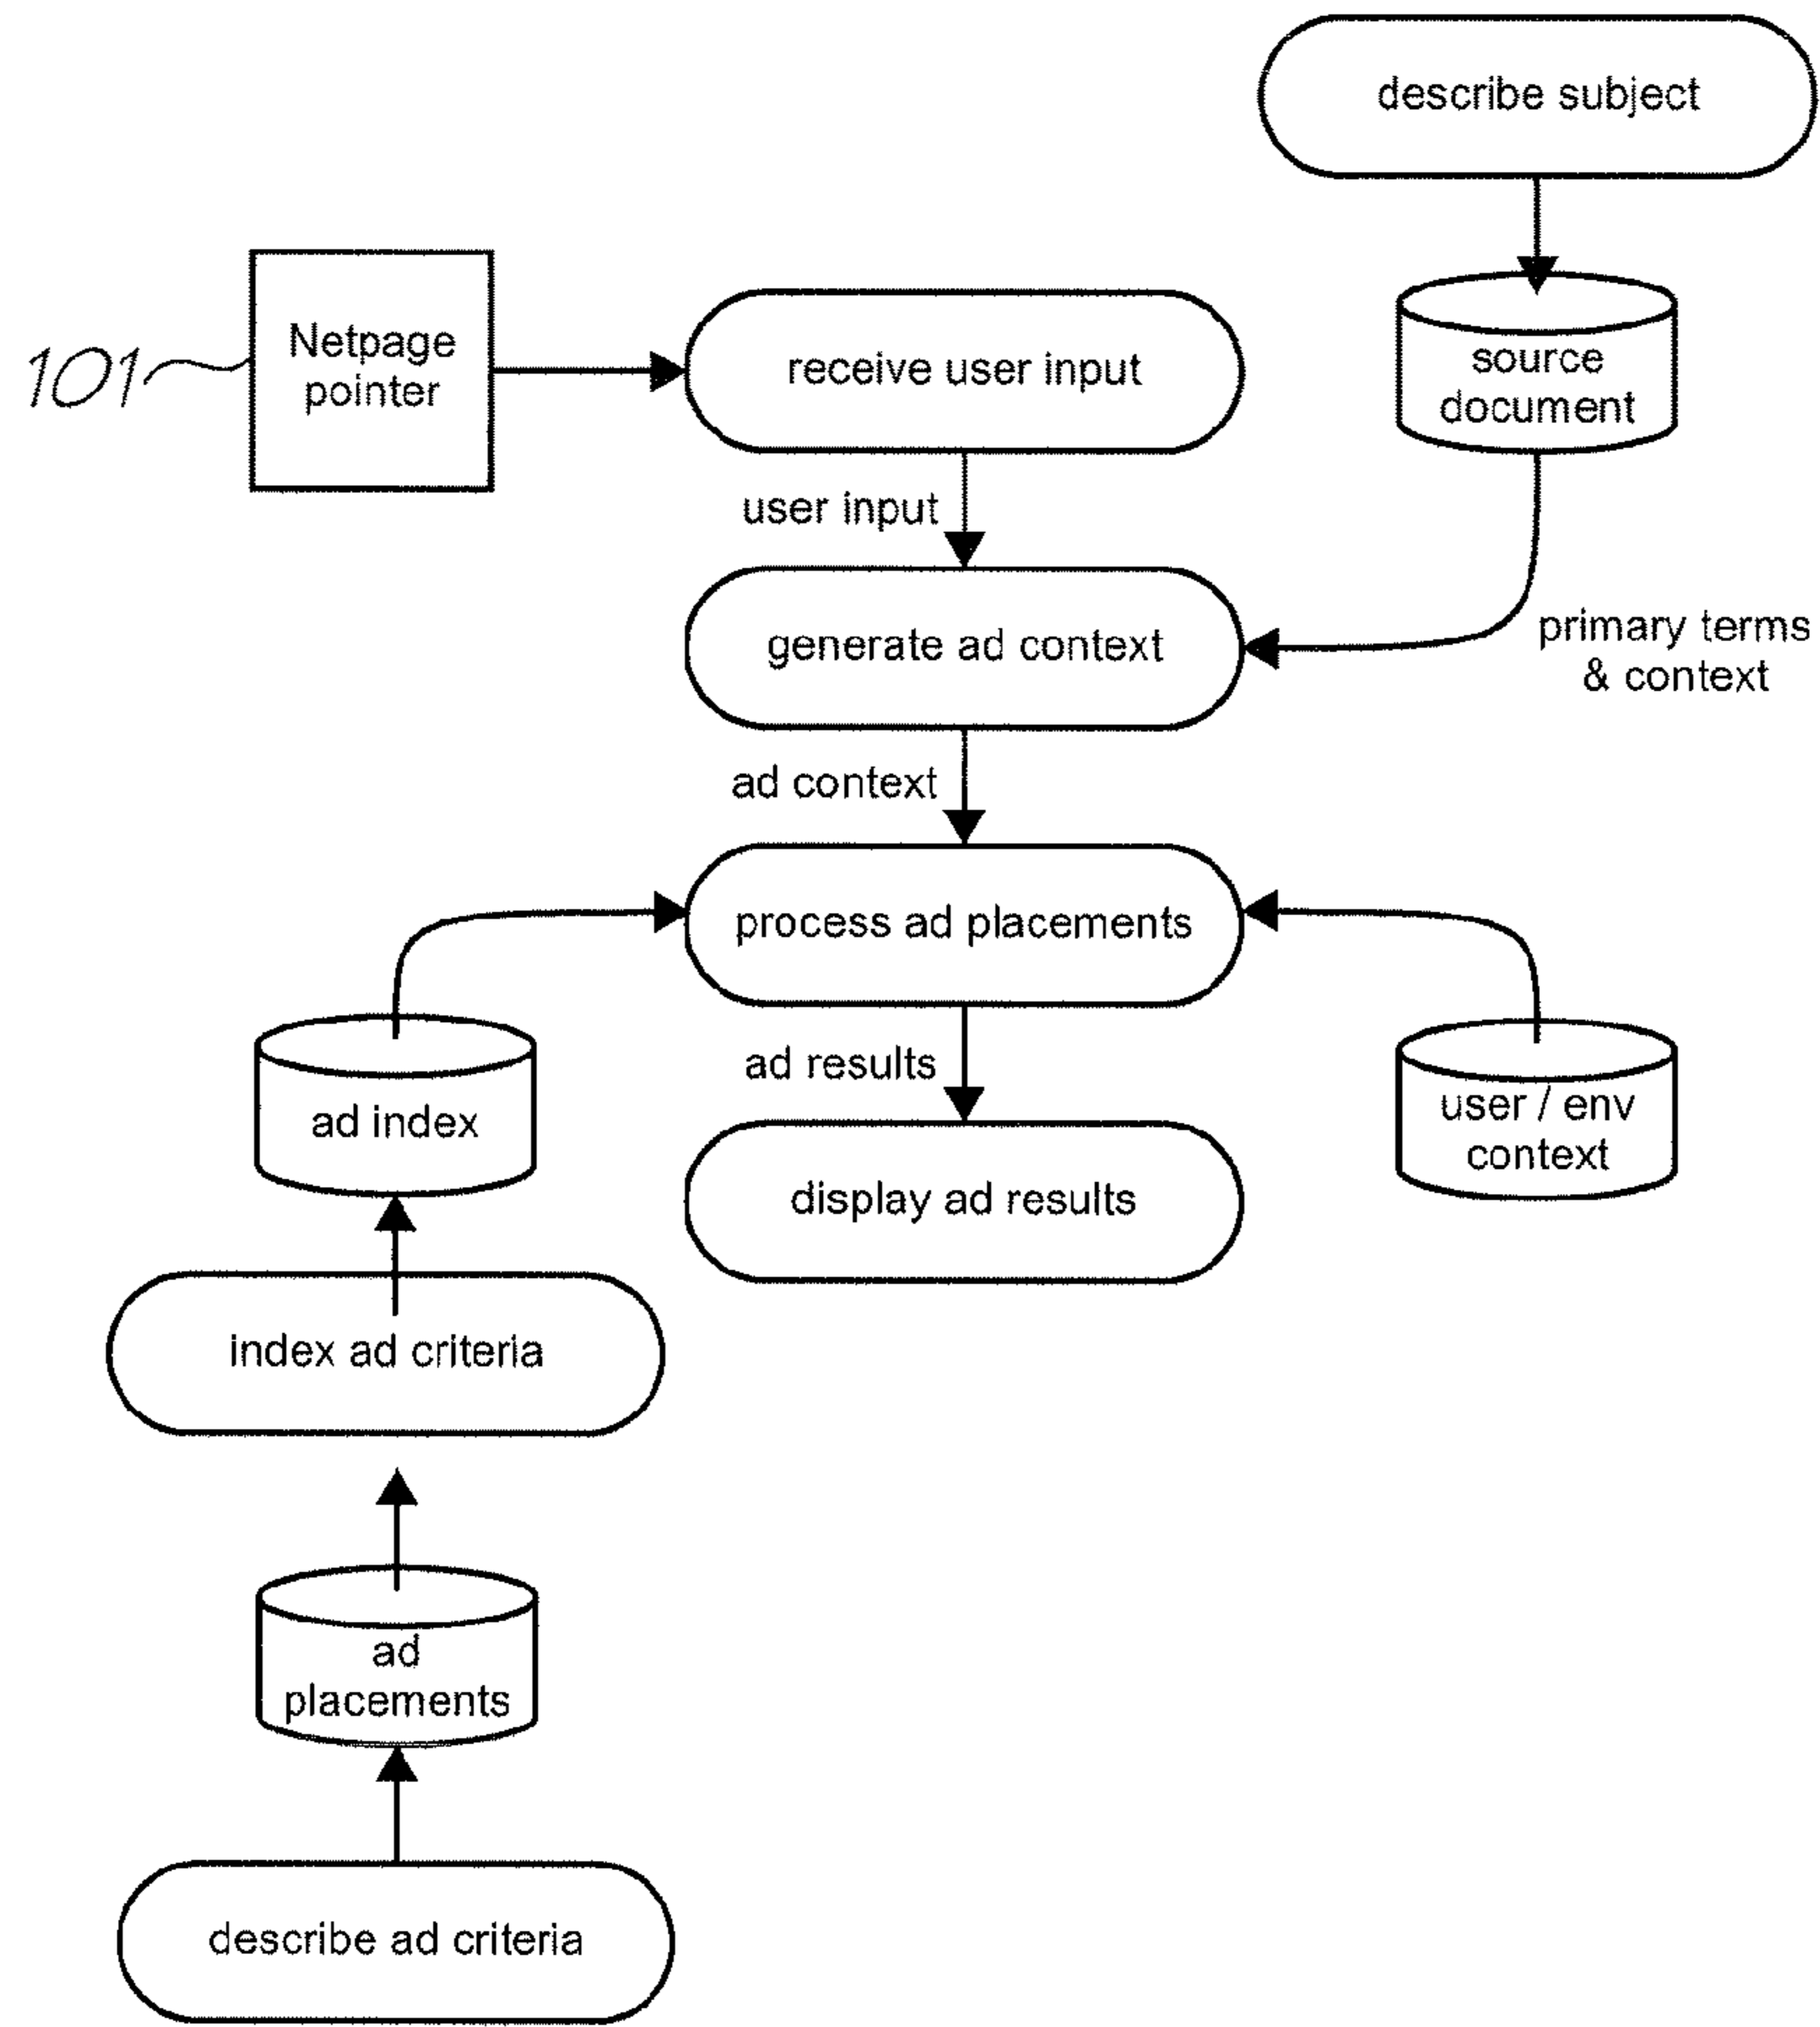 describe subject
101
Netpage
pointer
receive user input
source
document
user input
generate ad context
primary terms
& context
ad context
process ad placements
ad results
ad index
user / env
context
display ad results
index ad criteria
ad
placements
describe ad criteria